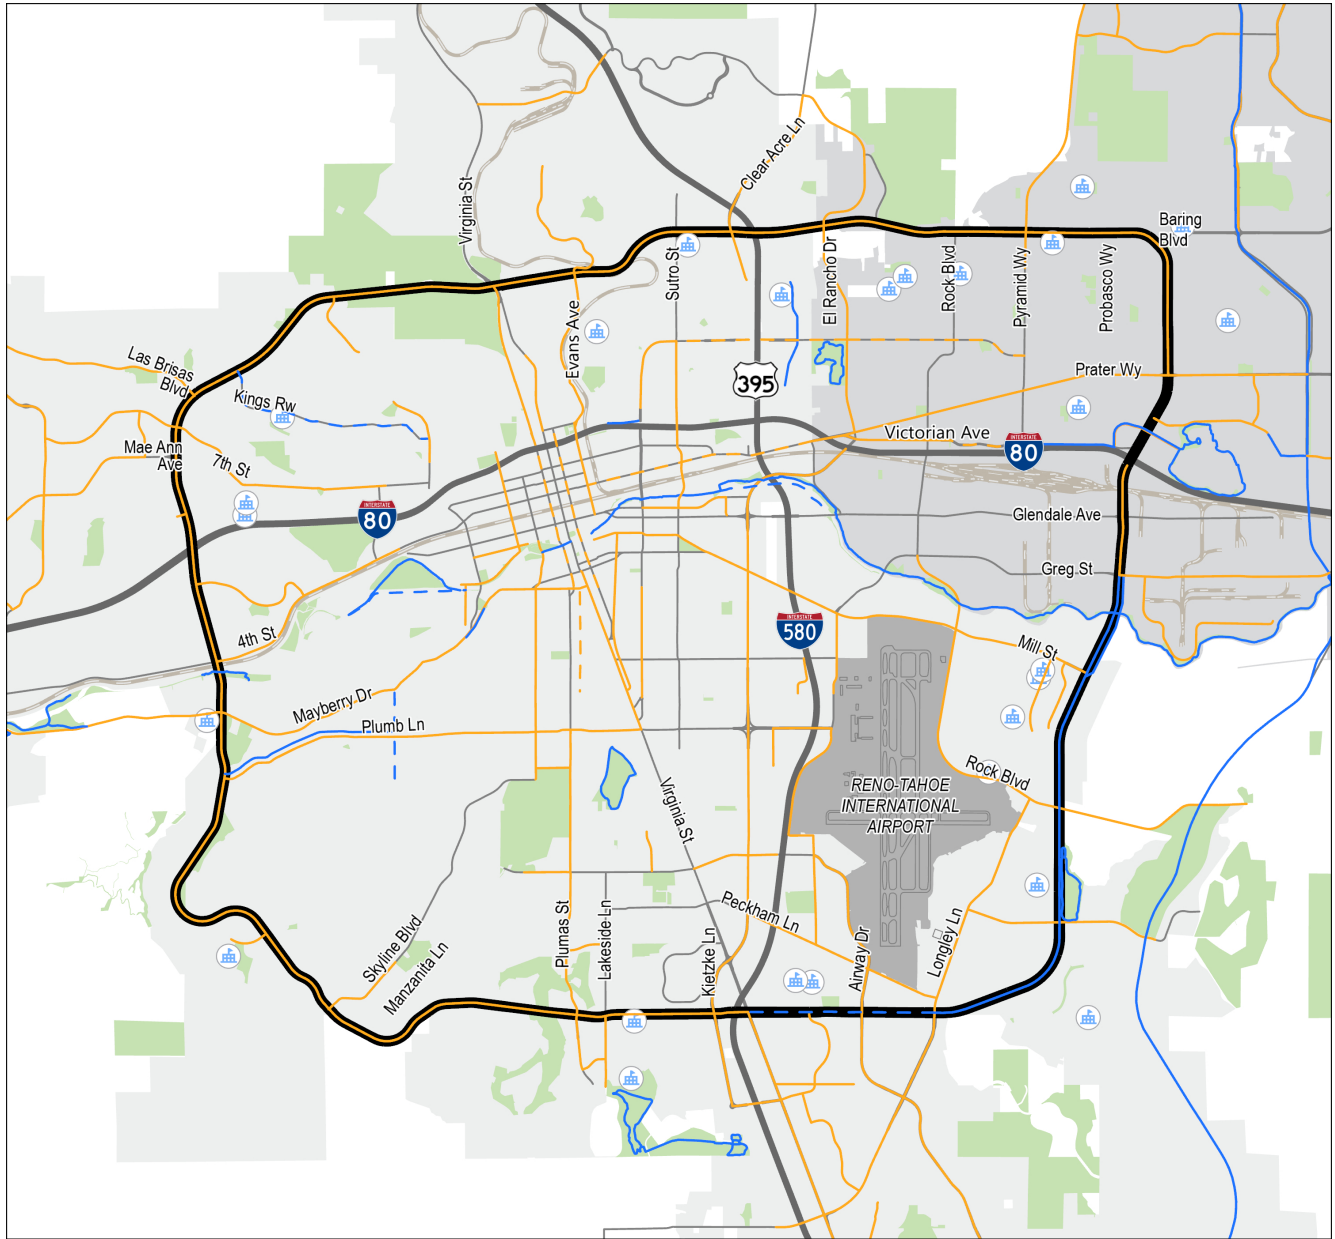 Clear Acre Ln
Virginia St
Baring
Blvd
Sutro St
El Rancho Dr
Rock Blvd
Pyramid Wy
Probasco Wy
Evans Ave
Las Brisas
Blvd
Kings Rw
395
Prater Wy
Mae Ann
Ave
7th St
Victorian Ave
INTERSTATE
80
INTERSTATE
80
Glendale Ave
Greg St
INTERSTATE
580
4th St
Mill St
Mayberry Dr
Plumb Ln
Rock Blvd
RENO-TAHOE
INTERNATIONAL
AIRPORT
Virginia St
Skyline Blvd
Manzanita Ln
Plumas St
Lakeside Ln
Kietzke Ln
Peckham Ln
Airway Dr
Longley Ln